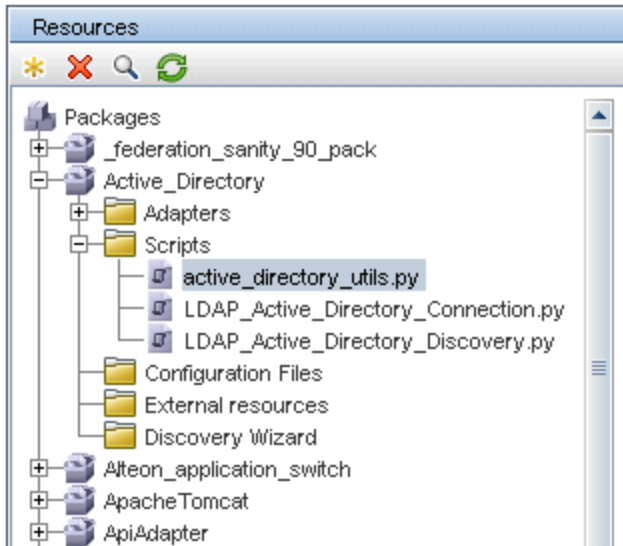 Resources
Packages
_federation_sanity_90_pack
Active_Directory
Adapters
Scripts
active_directory_utils.py
LDAP_Active_Directory_Connection.py
LDAP_Active_Directory_Discovery.py
Configuration Files
External resources
Discovery Wizard
Alteon_application_switch
ApacheTomcat
ApiAdapter